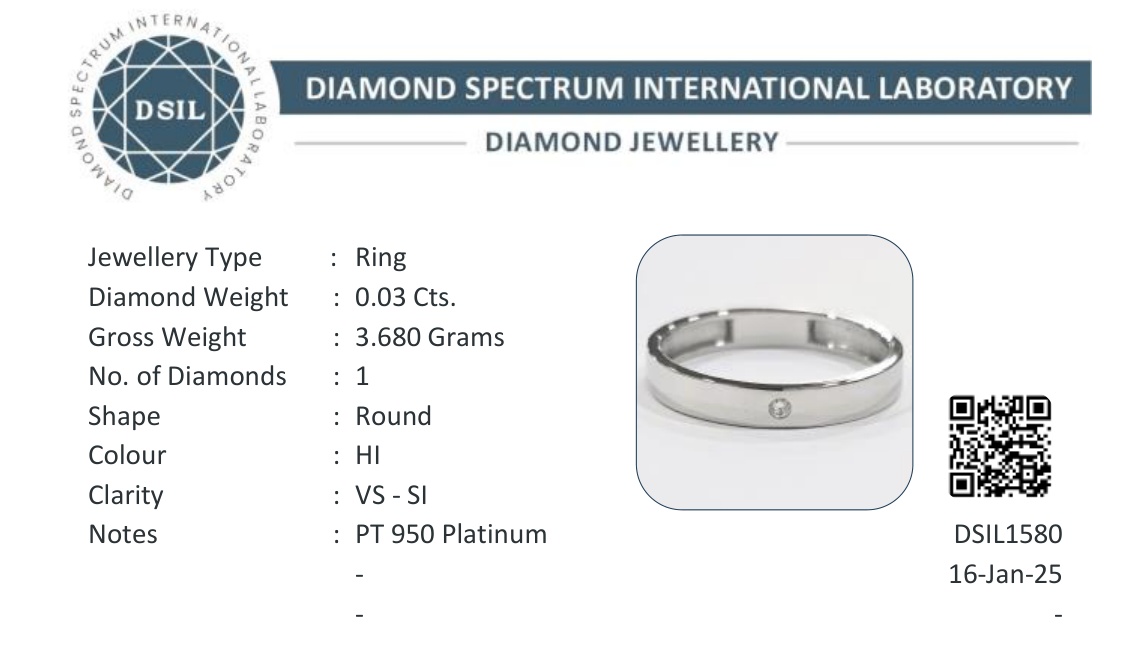 DIAMOND SPECTRUM INTERNATIONAL LABORATORY
DSIL
DIAMOND SPECTRUM INTERNATIONAL LABORATORY
DIAMOND JEWELLERY
Jewellery Type : Ring
Diamond Weight : 0.03 Cts.
Gross Weight : 3.680 Grams
No. of Diamonds : 1
Shape : Round
Colour : HI
Clarity : VS - SI
Notes : PT 950 Platinum
-
-
DSIL1580
16-Jan-25
-